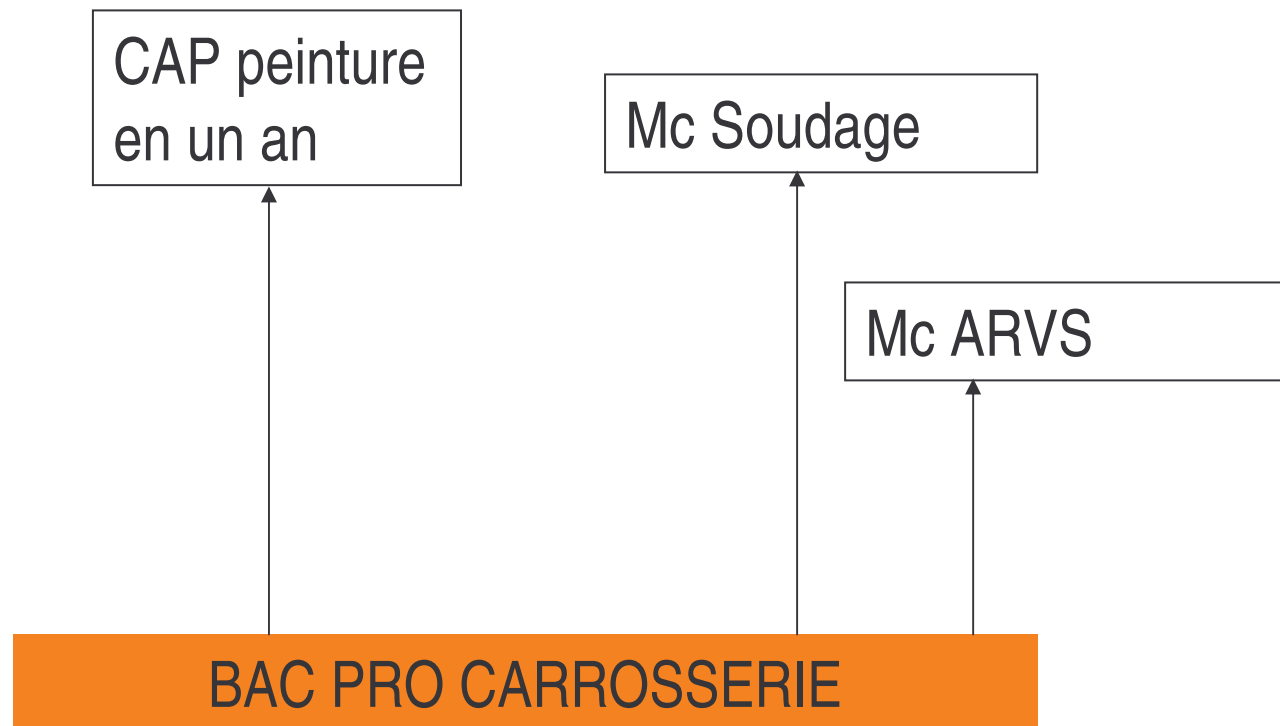 CAP peinture
en un an
Mc Soudage
Mc ARVS
BAC PRO CARROSSERIE